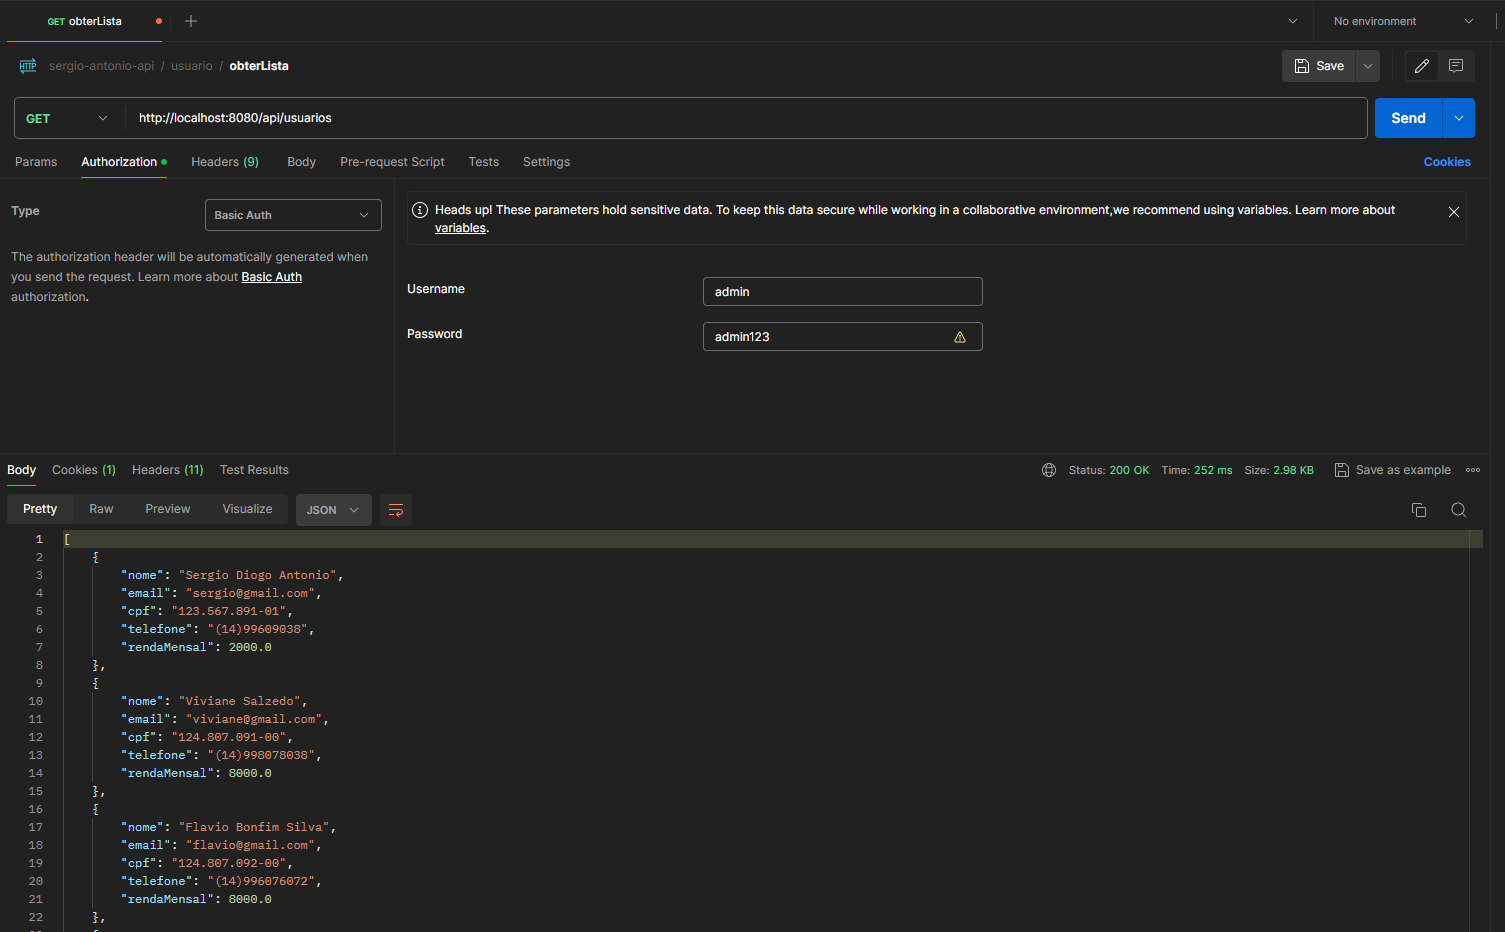 GET obterLista
No environment
HTTP sergio-antonio-api / usuario / obterLista
Save
GET http://localhost:8080/api/usuarios
Send
Params Authorization Headers (9) Body Pre-request Script Tests Settings
Cookies
Type
Basic Auth
The authorization header will be automatically generated when
you send the request. Learn more about Basic Auth
authorization.
Heads up! These parameters hold sensitive data. To keep this data secure while working in a collaborative environment,we recommend using variables. Learn more about
variables.
Username
admin
Password
admin123
Body Cookies (1) Headers (11) Test Results
Status: 200 OK Time: 252 ms Size: 2.98 KB
Save as example
Pretty Raw Preview Visualize JSON
1 [
2 {
3 "nome": "Sergio Diogo Antonio",
4 "email": "sergio@gmail.com",
5 "cpf": "123.567.891-01",
6 "telefone": "(14)99609038",
7 "rendaMensal": 2000.0
8 },
9 {
10 "nome": "Viviane Salzedo",
11 "email": "viviane@gmail.com",
12 "cpf": "124.807.091-00",
13 "telefone": "(14)998078038",
14 "rendaMensal": 8000.0
15 },
16 {
17 "nome": "Flavio Bonfim Silva",
18 "email": "flavio@gmail.com",
19 "cpf": "124.807.092-00",
20 "telefone": "(14)996076072",
21 "rendaMensal": 8000.0
22 },